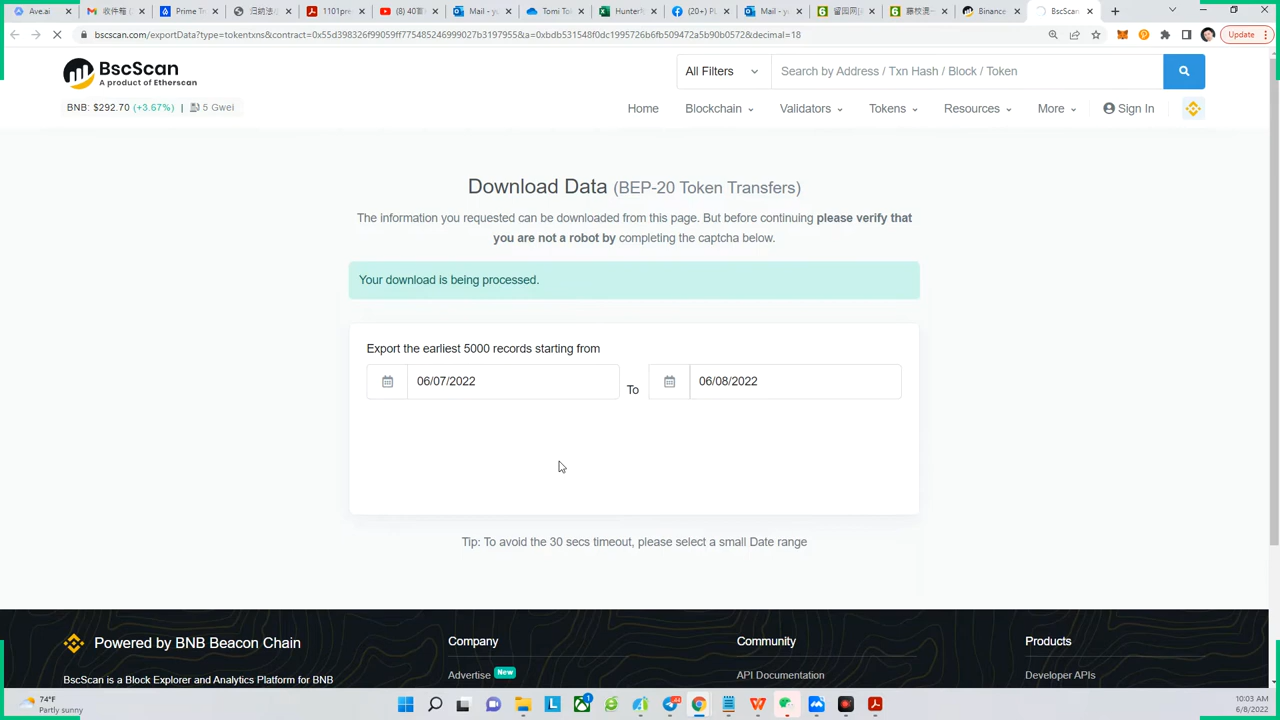 Ave.ai
Prime To
1101pre
(8) 40
Mail - y
Tomi Tok
Hunter
(20+) P
Mail - y
Binance
BscScan
bscscan.com/exportData?type=tokentxns&contract=0x55d398326f99059ff775485246999027b3197955&a=0xbdb531548f0dc1995726b6fb509472a5b90b0572&decimal=18
Update
BscScan
A product of Etherscan
All Filters
Search by Address / Txn Hash / Block / Token
BNB: $292.70 (+3.67%) | 5 Gwei
Home
Blockchain
Validators
Tokens
Resources
More
Sign In
Download Data (BEP-20 Token Transfers)
The information you requested can be downloaded from this page. But before continuing please verify that
you are not a robot by completing the captcha below.
Your download is being processed.
Export the earliest 5000 records starting from
06/07/2022
To
06/08/2022
Tip: To avoid the 30 secs timeout, please select a small Date range
Powered by BNB Beacon Chain
Company
Community
Products
BscScan is a Block Explorer and Analytics Platform for BNB
Advertise New
API Documentation
Developer APIs
74°F
Partly sunny
10:03 AM
6/8/2022